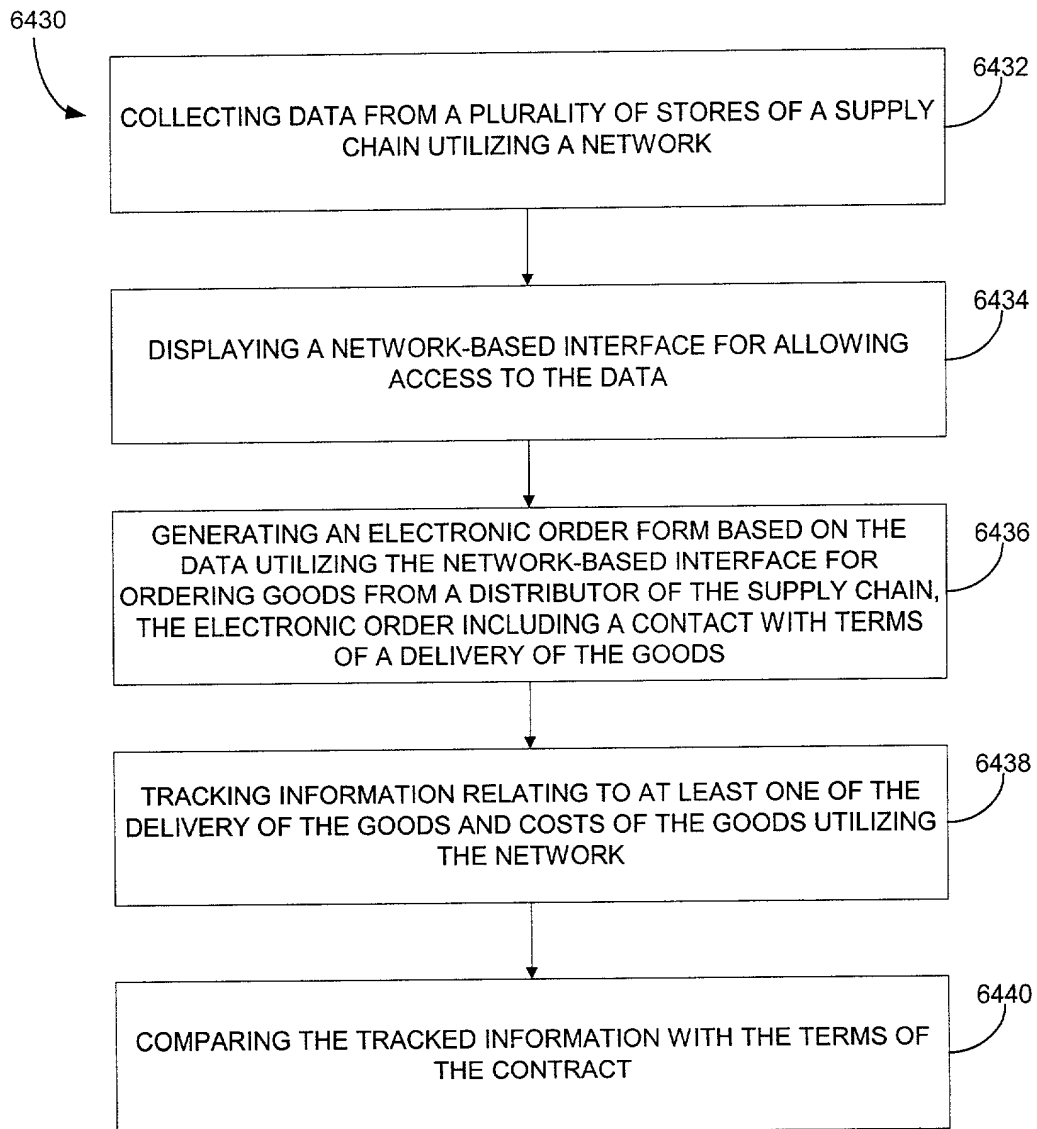 6430
6432
COLLECTING DATA FROM A PLURALITY OF STORES OF A SUPPLY
CHAIN UTILIZING A NETWORK
6434
DISPLAYING A NETWORK-BASED INTERFACE FOR ALLOWING
ACCESS TO THE DATA
GENERATING AN ELECTRONIC ORDER FORM BASED ON THE
6436
DATA UTILIZING THE NETWORK-BASED INTERFACE FOR
ORDERING GOODS FROM A DISTRIBUTOR OF THE SUPPLY CHAIN,
THE ELECTRONIC ORDER INCLUDING A CONTACT WITH TERMS
OF A DELIVERY OF THE GOODS
6438
TRACKING INFORMATION RELATING TO AT LEAST ONE OF THE
DELIVERY OF THE GOODS AND COSTS OF THE GOODS UTILIZING
THE NETWORK
6440
COMPARING THE TRACKED INFORMATION WITH THE TERMS OF
THE CONTRACT